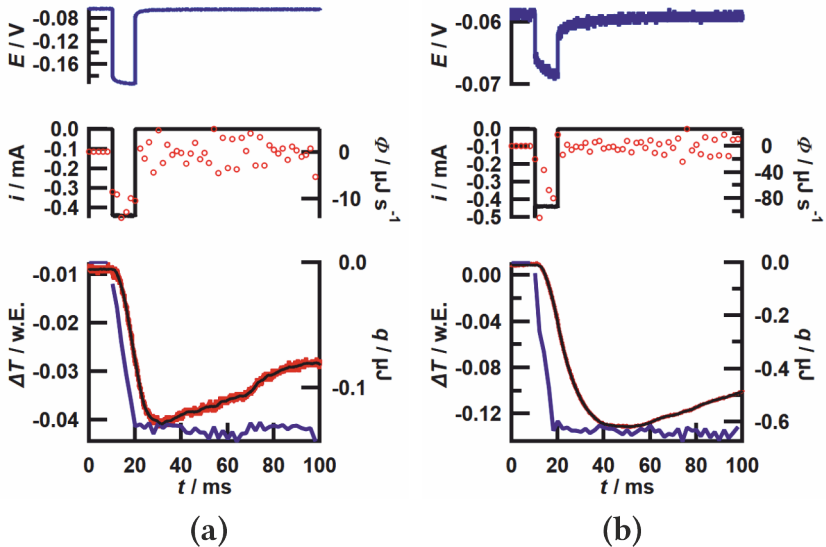 E / V
-0.08
-0.12
-0.16
i / mA
0.0
-0.1
-0.2
-0.3
-0.4
0
-10
Φ / µJ s⁻¹
ΔT / w.E.
-0.01
-0.02
-0.03
-0.04
0.0
-0.1
q / µJ
0 20 40 60 80 100
t / ms
(a)
E / V
-0.06
-0.07
i / mA
0.0
-0.1
-0.2
-0.3
-0.4
-0.5
0
-40
-80
Φ / µJ s⁻¹
ΔT / w.E.
0.00
-0.04
-0.08
-0.12
0.0
-0.2
-0.4
-0.6
q / µJ
0 20 40 60 80 100
t / ms
(b)